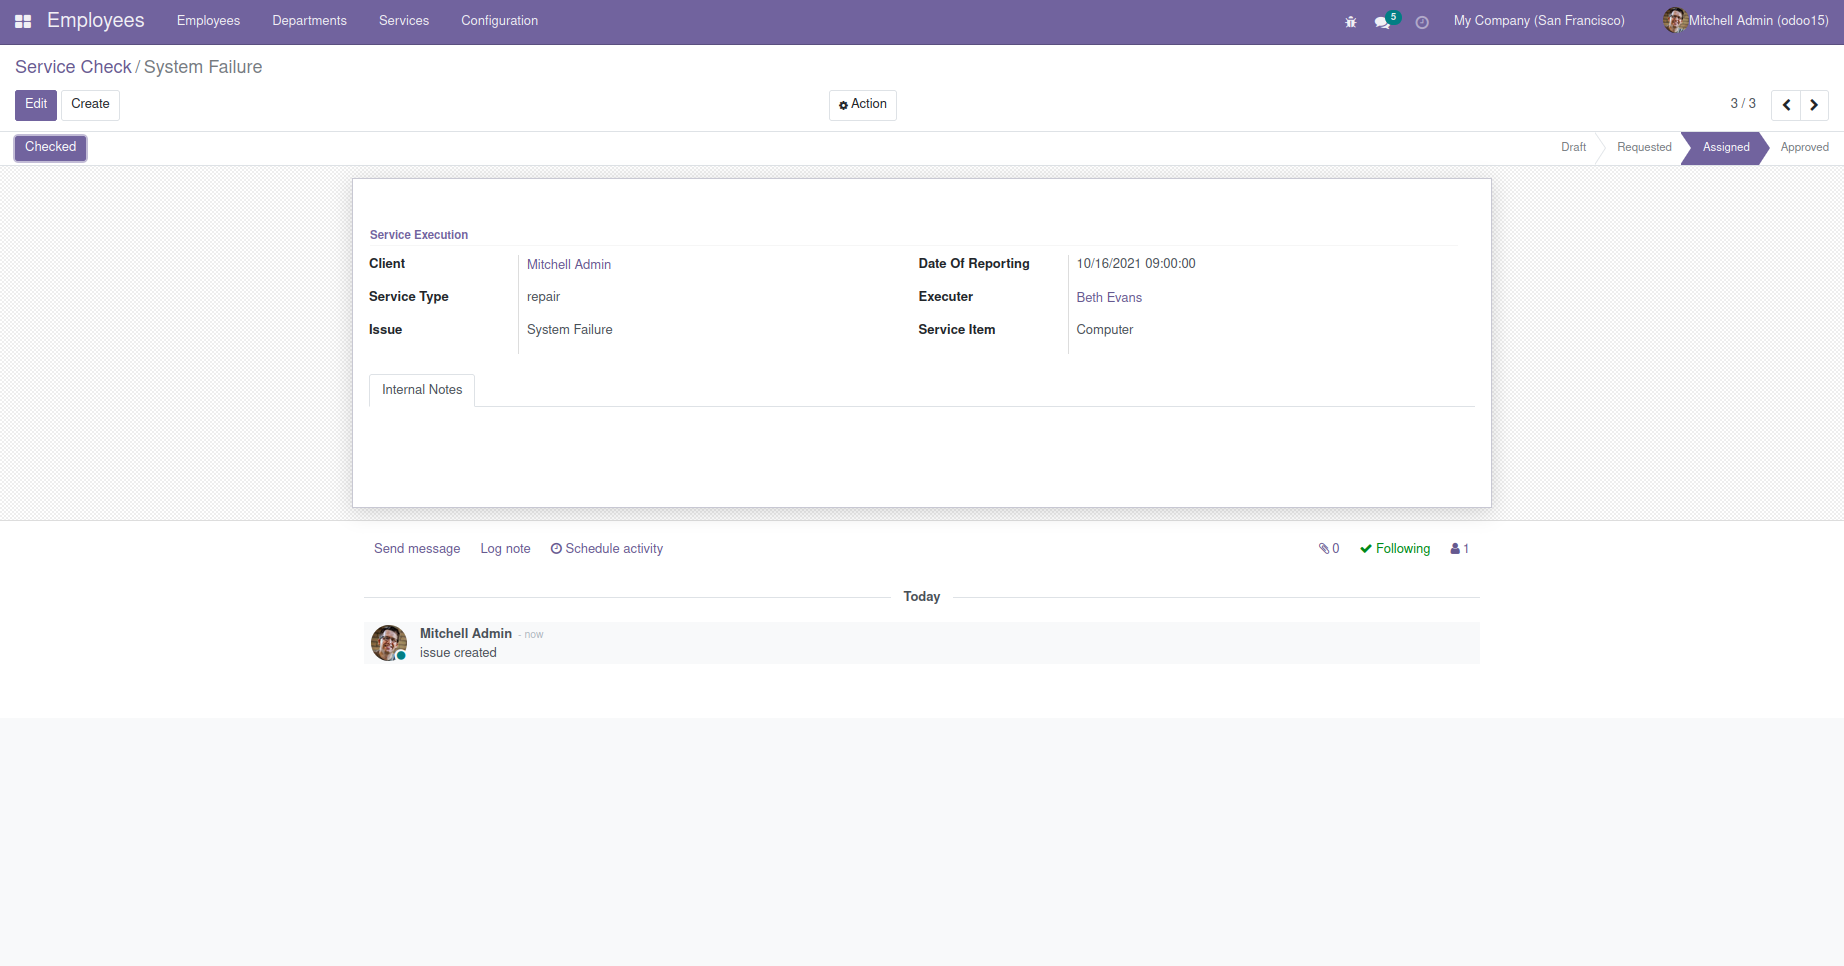 Employees Employees Departments Services Configuration 5 My Company (San Francisco) Mitchell Admin (odoo15)
Service Check / System Failure
Edit Create Action 3 / 3
Checked Draft Requested Assigned Approved
Service Execution
Client Mitchell Admin Date Of Reporting 10/16/2021 09:00:00
Service Type repair Executer Beth Evans
Issue System Failure Service Item Computer
Internal Notes
Send message Log note Schedule activity 0 Following 1
Today
Mitchell Admin - now
issue created